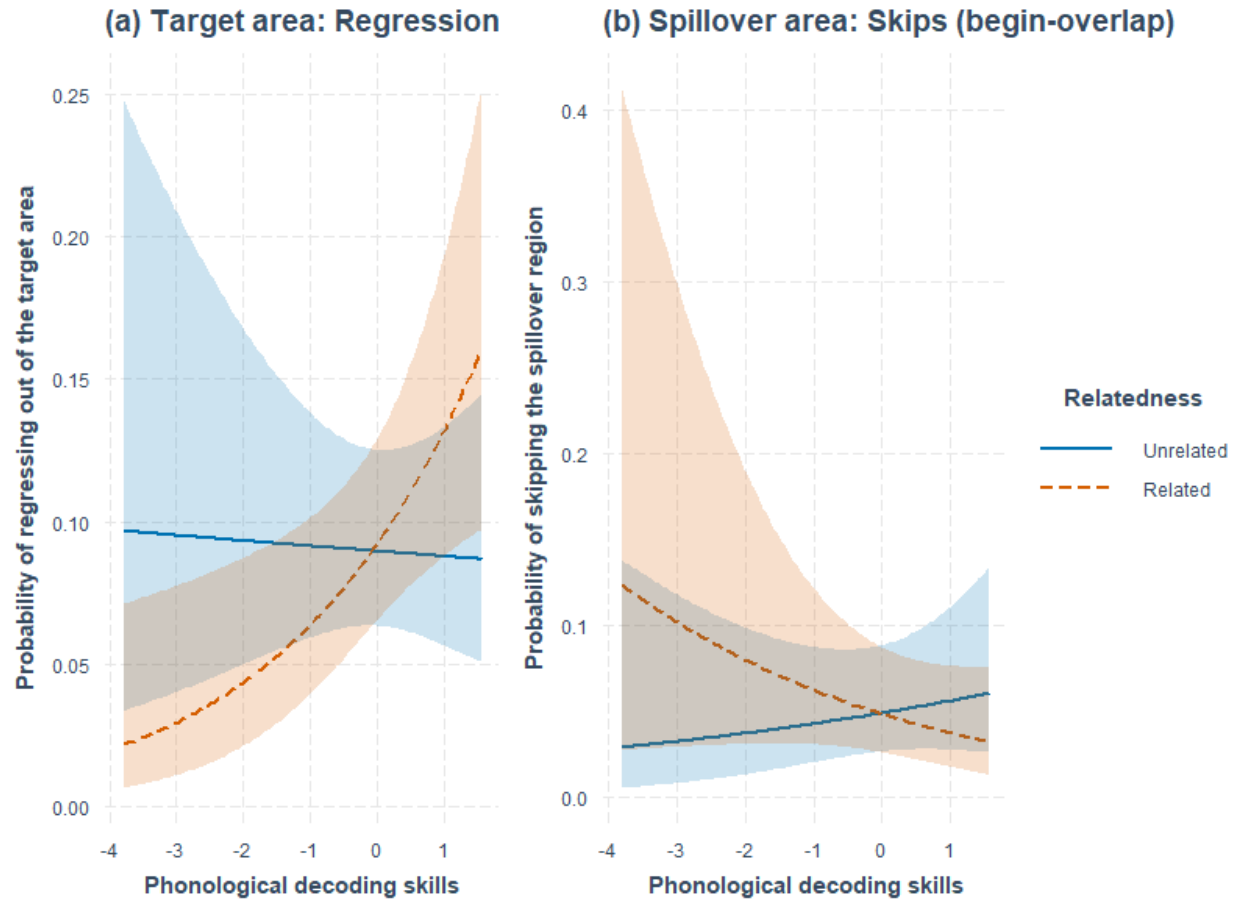 (a) Target area: Regression
Probability of regressing out of the target area
0.25
0.20
0.15
0.10
0.05
0.00
-4 -3 -2 -1 0 1
Phonological decoding skills
(b) Spillover area: Skips (begin-overlap)
Probability of skipping the spillover region
0.4
0.3
0.2
0.1
0.0
-4 -3 -2 -1 0 1
Phonological decoding skills
Relatedness
Unrelated
Related